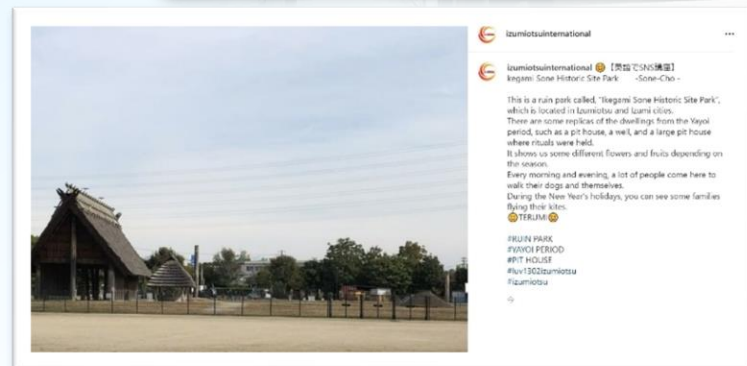 izumiotsuinternational
izumiotsuinternational 😊【英語でSNS講座】
Ikegami Sone Historic Site Park -Sone-Cho -
This is a ruin park called, "Ikegami Sone Historic Site Park",
which is located in Izumiotsu and Izumi cities.
There are some replicas of the dwellings from the Yayoi
period, such as a pit house, a well, and a large pit house
where rituals were held.
It shows us some different flowers and fruits depending on
the season.
Every morning and evening, a lot of people come here to
walk their dogs and themselves.
During the New Year's holidays, you can see some families
flying their kites.
😊TERUMI😊
#RUIN PARK
#YAYOI PERIOD
#PIT HOUSE
#luv1302izumiotsu
#izumiotsu